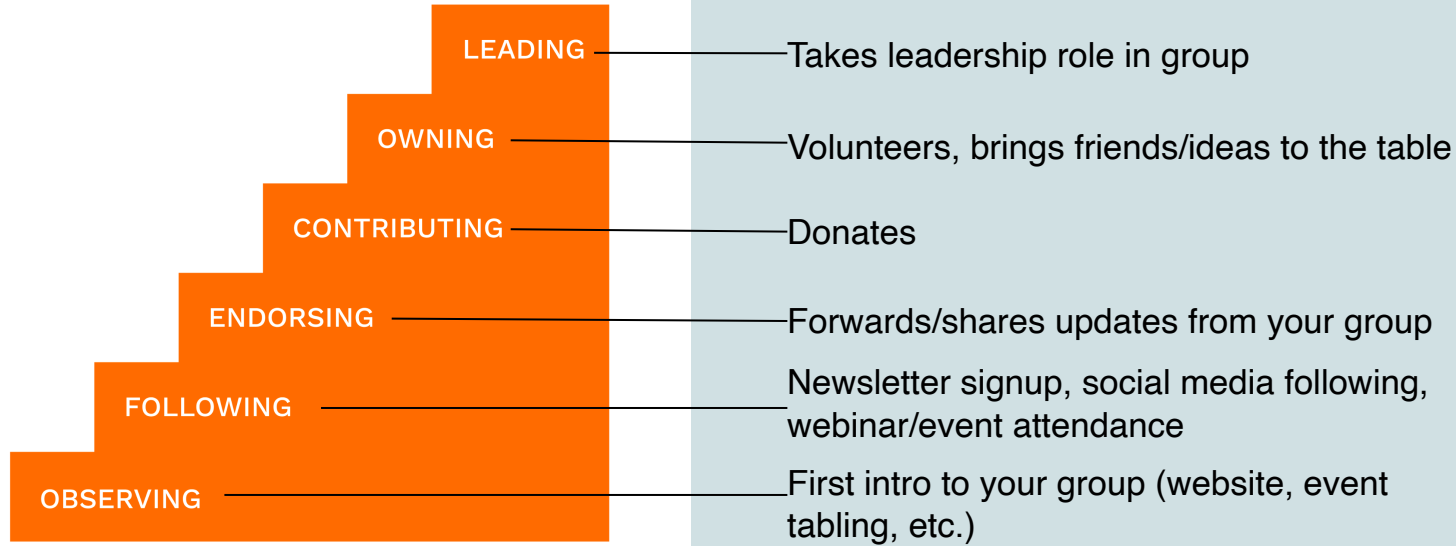 LEADING
Takes leadership role in group
OWNING
Volunteers, brings friends/ideas to the table
CONTRIBUTING
Donates
ENDORSING
Forwards/shares updates from your group
FOLLOWING
Newsletter signup, social media following,
webinar/event attendance
OBSERVING
First intro to your group (website, event
tabling, etc.)